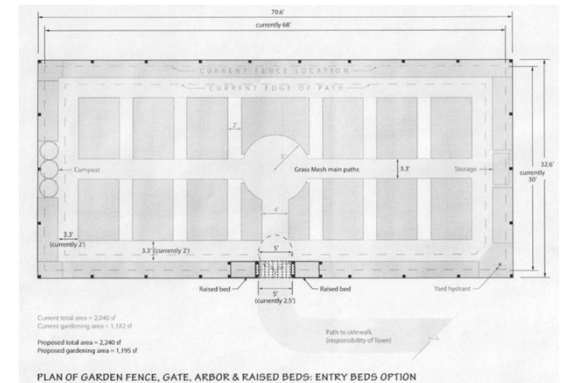 70.6'
currently 68'
CURRENT FENCE LOCATION
CURRENT EDGE OF PATH
2'
5'
Compost
Grass Mesh main paths
3.3'
Storage
currently
30'
32.6'
4'
3.3'
(currently 2')
3.3' (currently 2')
5'
Raised bed
5'
(currently 2.5')
Raised bed
Yard hydrant
Current total area = 2,040 sf
Current gardening area = 1,182 sf
Proposed total area = 2,240 sf
Proposed gardening area = 1,195 sf
Path to sidewalk
(responsibility of Town)
PLAN OF GARDEN FENCE, GATE, ARBOR & RAISED BEDS: ENTRY BEDS OPTION